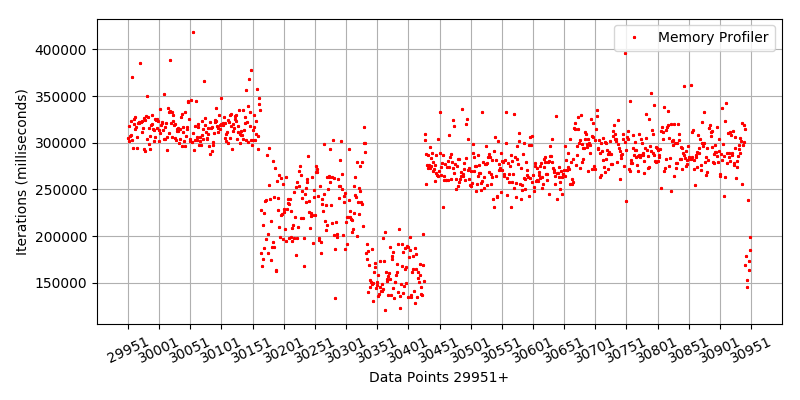 Memory Profiler
Iterations (milliseconds)
400000
350000
300000
250000
200000
150000
29951 30001 30051 30101 30151 30201 30251 30301 30351 30401 30451 30501 30551 30601 30651 30701 30751 30801 30851 30901 30951
Data Points 29951+